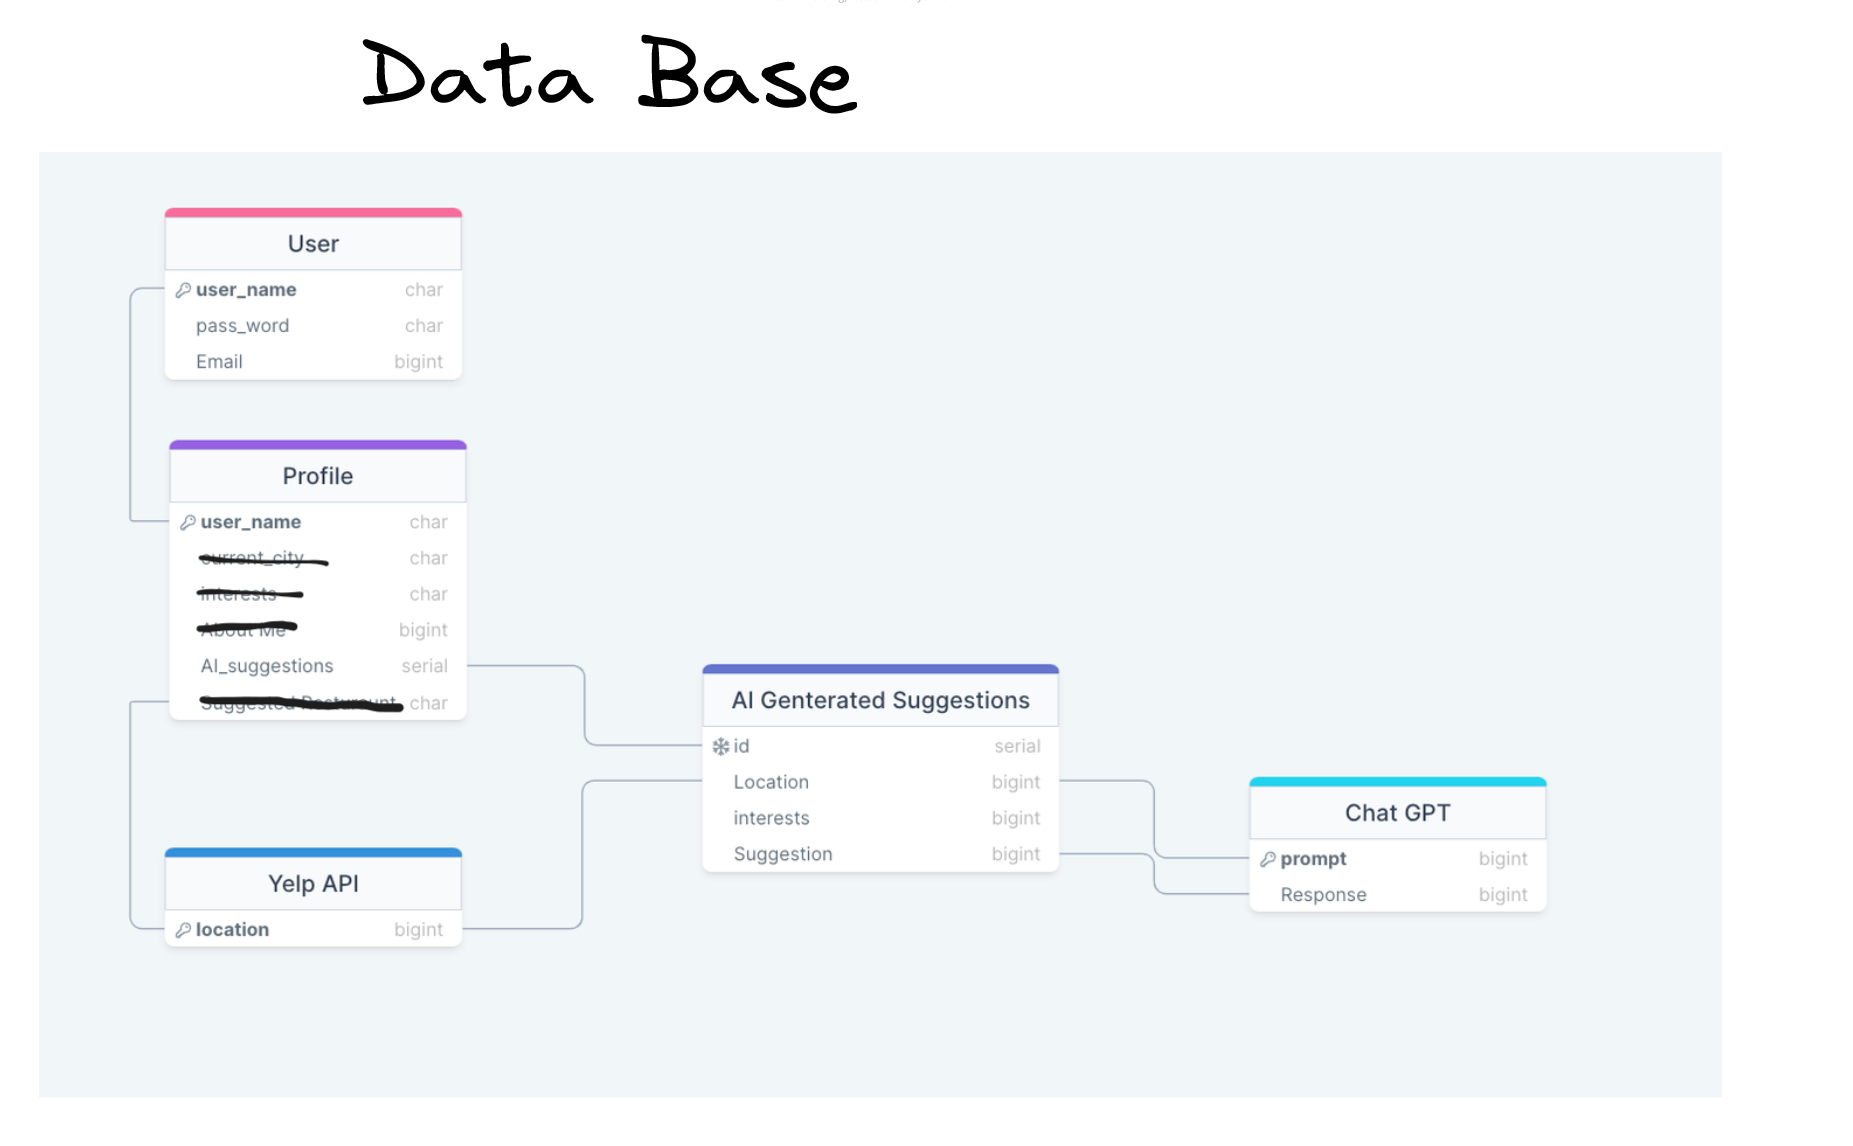 Data Base
User
user_name char
pass_word char
Email bigint
Profile
user_name char
current_city char
interests char
About Me bigint
AI_suggestions serial
Suggested Resturaunt char
AI Genterated Suggestions
id serial
Location bigint
interests bigint
Suggestion bigint
Chat GPT
prompt bigint
Response bigint
Yelp API
location bigint